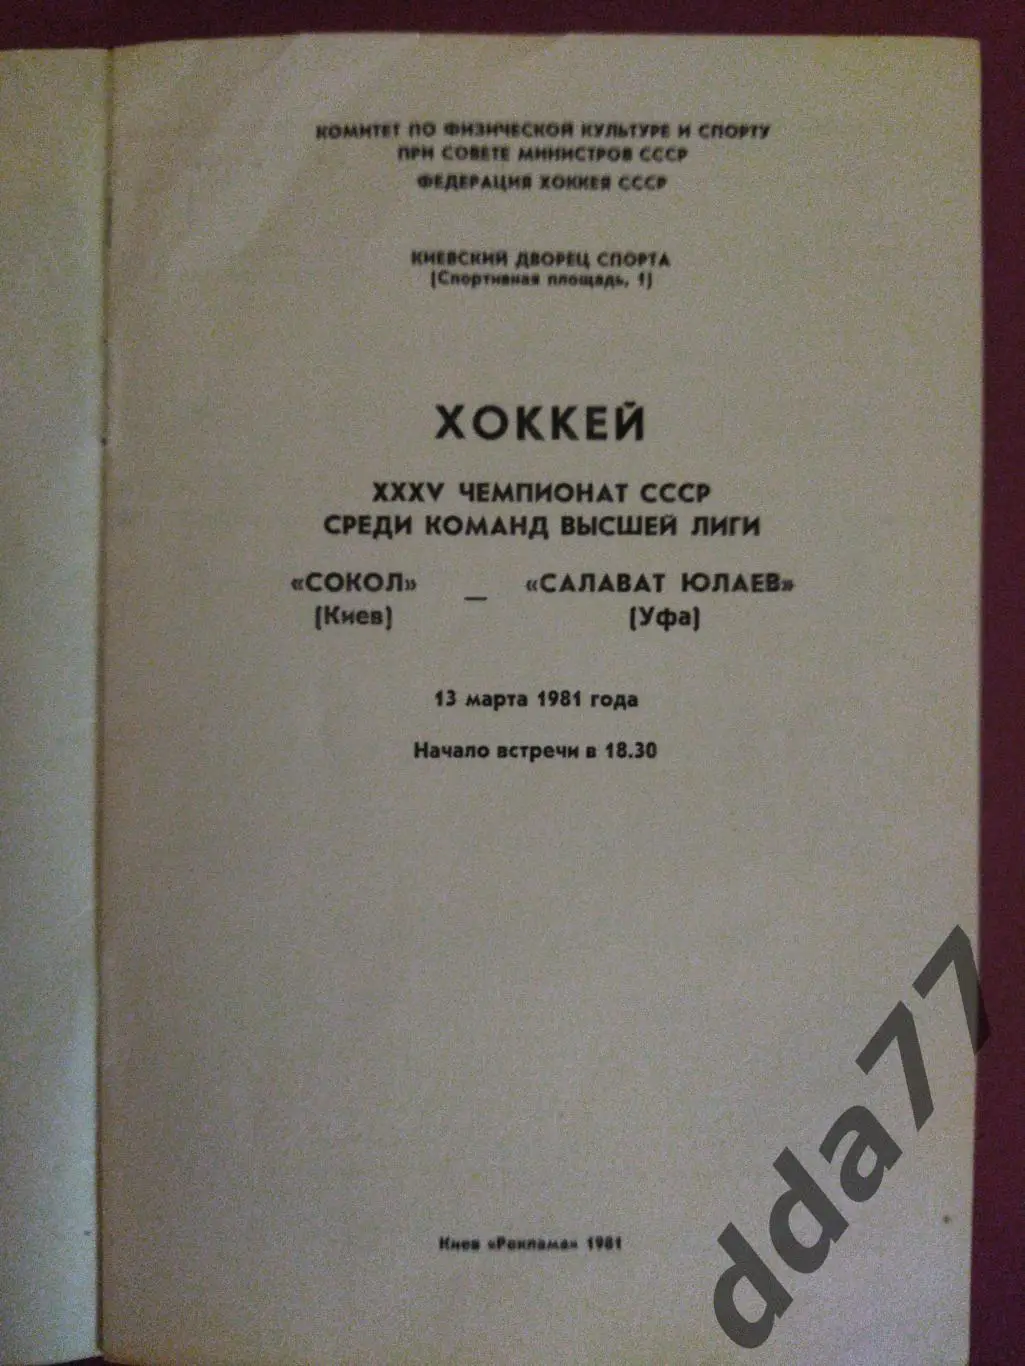 КОМИТЕТ ПО ФИЗИЧЕСКОЙ КУЛЬТУРЕ И СПОРТУ
ПРИ СОВЕТЕ МИНИСТРОВ СССР
ФЕДЕРАЦИЯ ХОККЕЯ СССР
КИЕВСКИЙ ДВОРЕЦ СПОРТА
(Спортивная площадь, 1)
ХОККЕЙ
XXXV ЧЕМПИОНАТ СССР
СРЕДИ КОМАНД ВЫСШЕЙ ЛИГИ
«СОКОЛ» — «САЛАВАТ ЮЛАЕВ»
(Киев) (Уфа)
13 марта 1981 года
Начало встречи в 18.30
Киев «Реклама» 1981
dda77